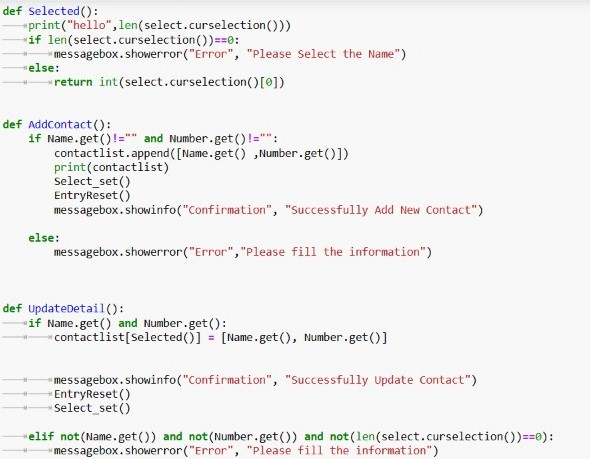 def Selected():
print("hello",len(select.curselection()))
if len(select.curselection())==0:
messagebox.showerror("Error", "Please Select the Name")
else:
return int(select.curselection()[0])
def AddContact():
if Name.get()!="" and Number.get()!="":
contactlist.append([Name.get() ,Number.get()])
print(contactlist)
Select_set()
EntryReset()
messagebox.showinfo("Confirmation", "Successfully Add New Contact")
else:
messagebox.showerror("Error","Please fill the information")
def UpdateDetail():
if Name.get() and Number.get():
contactlist[Selected()] = [Name.get(), Number.get()]
messagebox.showinfo("Confirmation", "Successfully Update Contact")
EntryReset()
Select_set()
elif not(Name.get()) and not(Number.get()) and not(len(select.curselection())==0):
messagebox.showerror("Error", "Please fill the information")